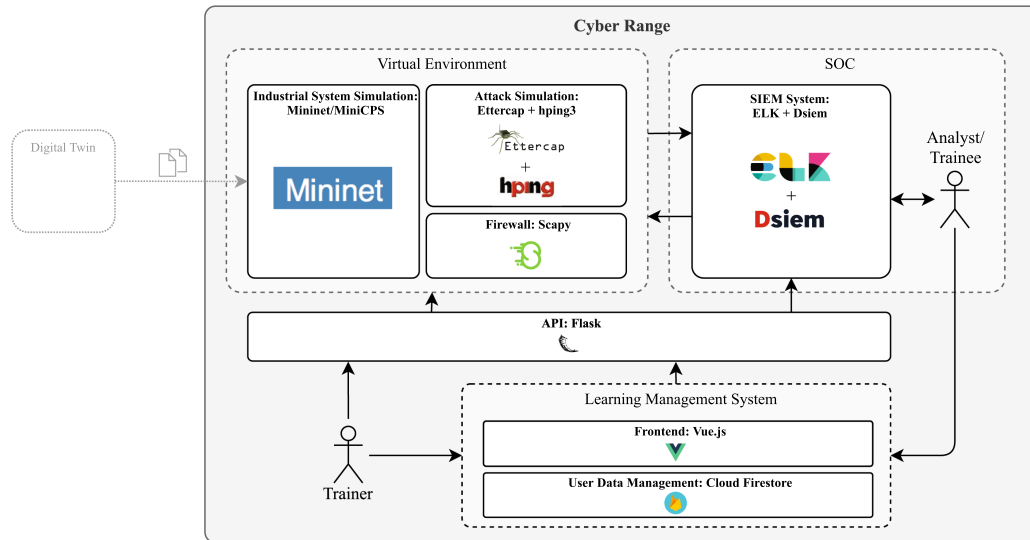 Cyber Range
Virtual Environment
SOC
Industrial System Simulation:
Mininet/MiniCPS
Mininet
Attack Simulation:
Ettercap + hping3
Ettercap
+
hping
Firewall: Scapy
SIEM System:
ELK + Dsiem
ELK
+
Dsiem
Analyst/
Trainee
Digital Twin
API: Flask
Learning Management System
Frontend: Vue.js
User Data Management: Cloud Firestore
Trainer